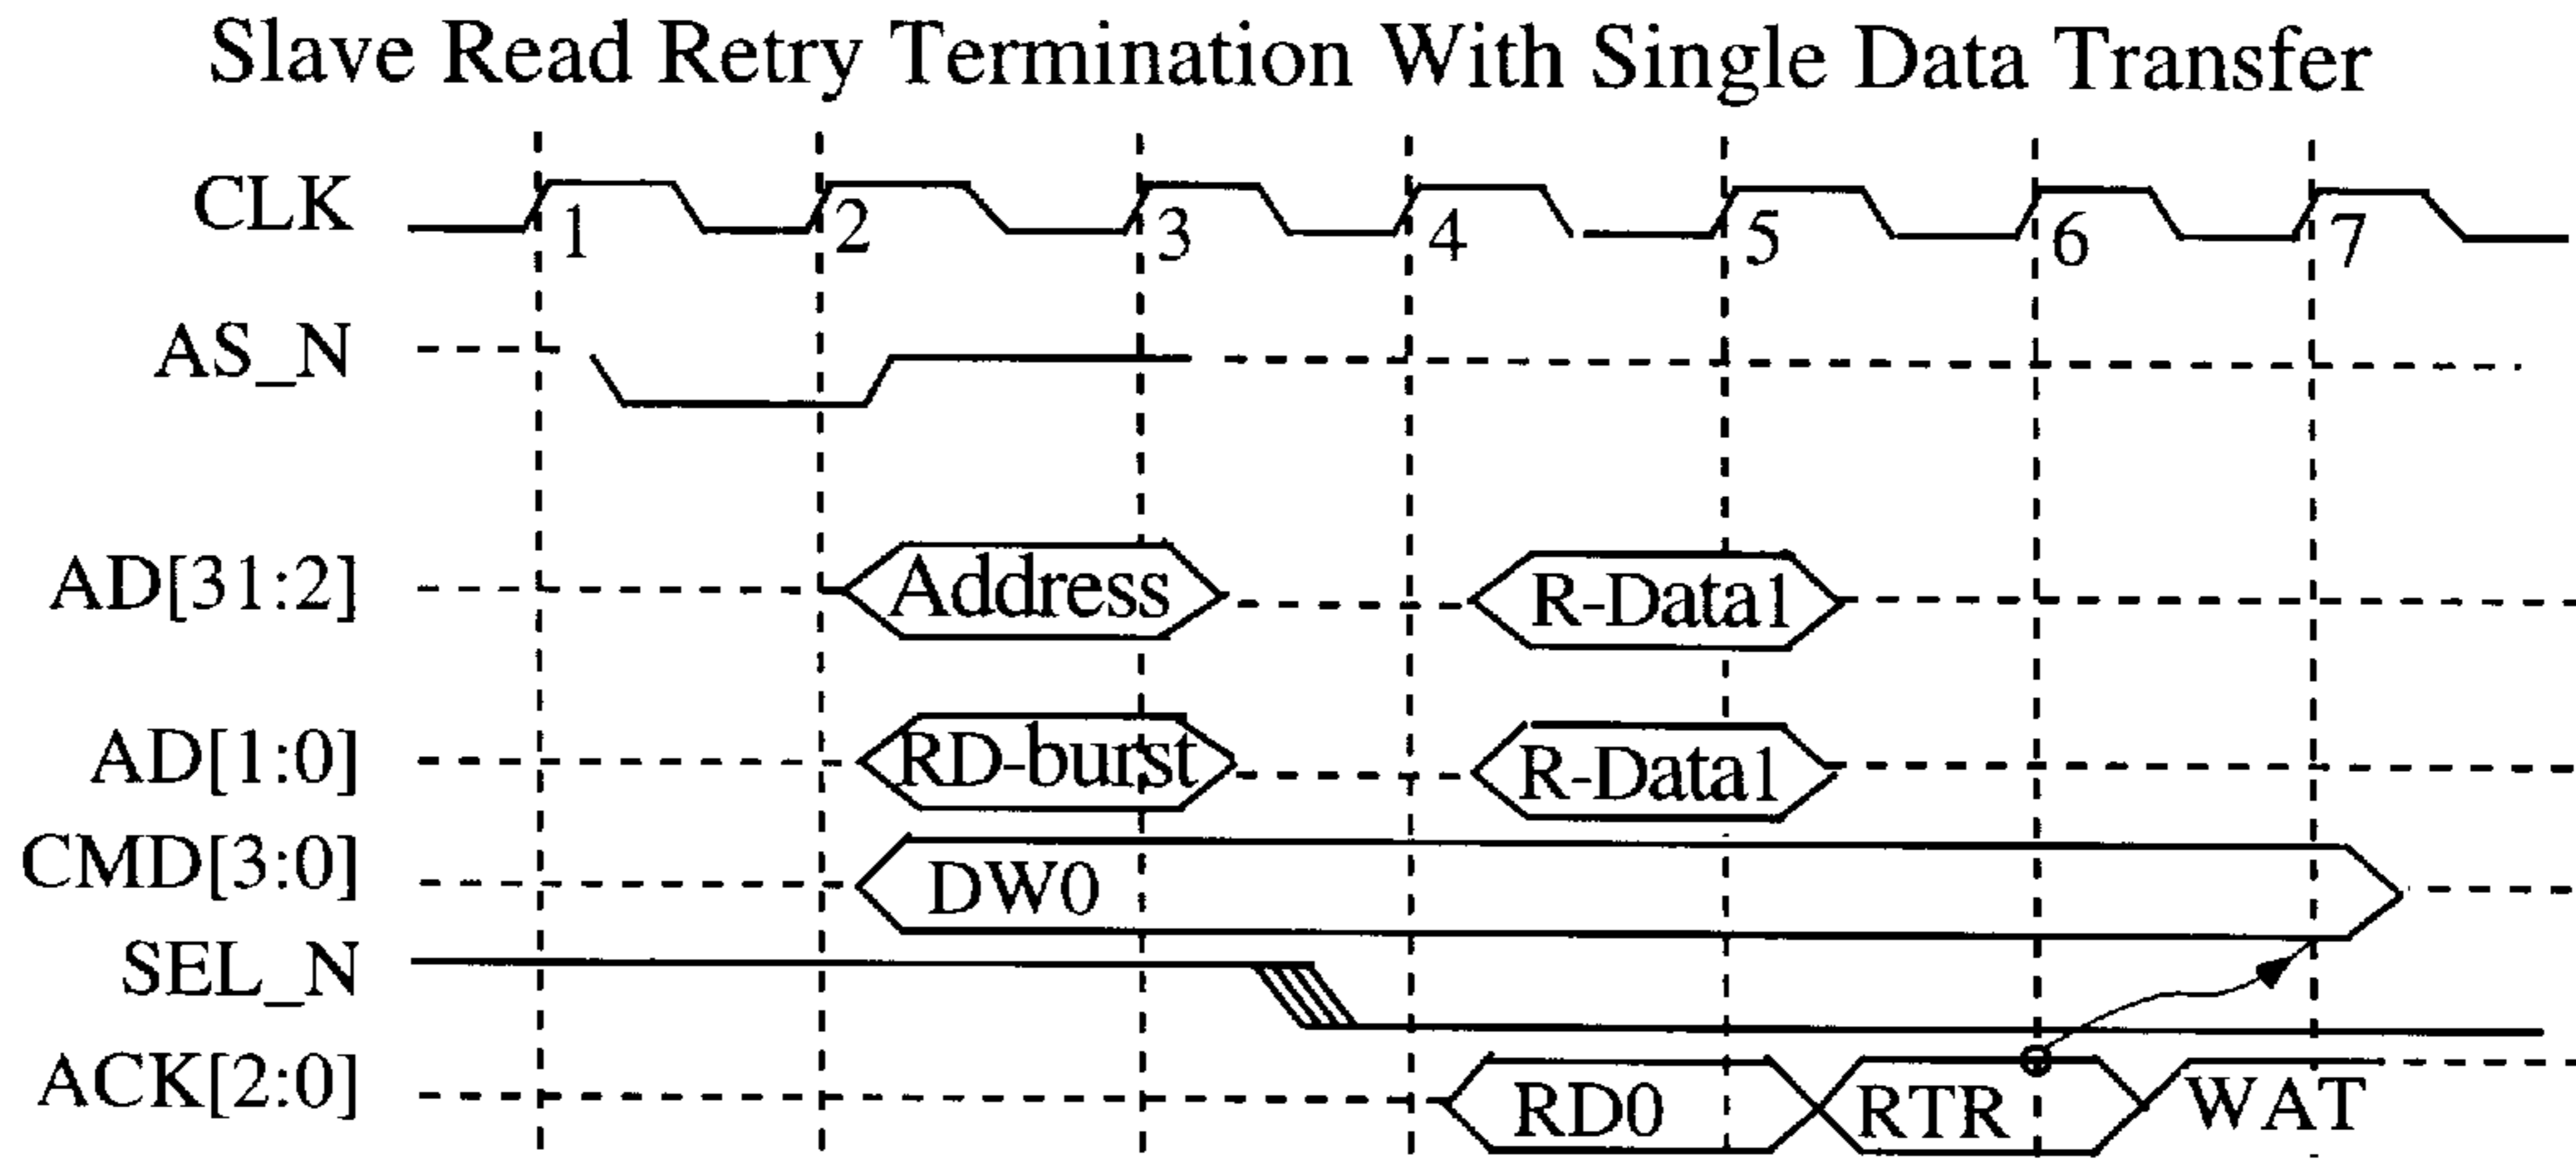 Slave Read Retry Termination With Single Data Transfer
CLK 1 2 3 4 5 6 7
AS_N
AD[31:2] Address R-Data1
AD[1:0] RD-burst R-Data1
CMD[3:0] DW0
SEL_N
ACK[2:0] RD0 RTR WAT